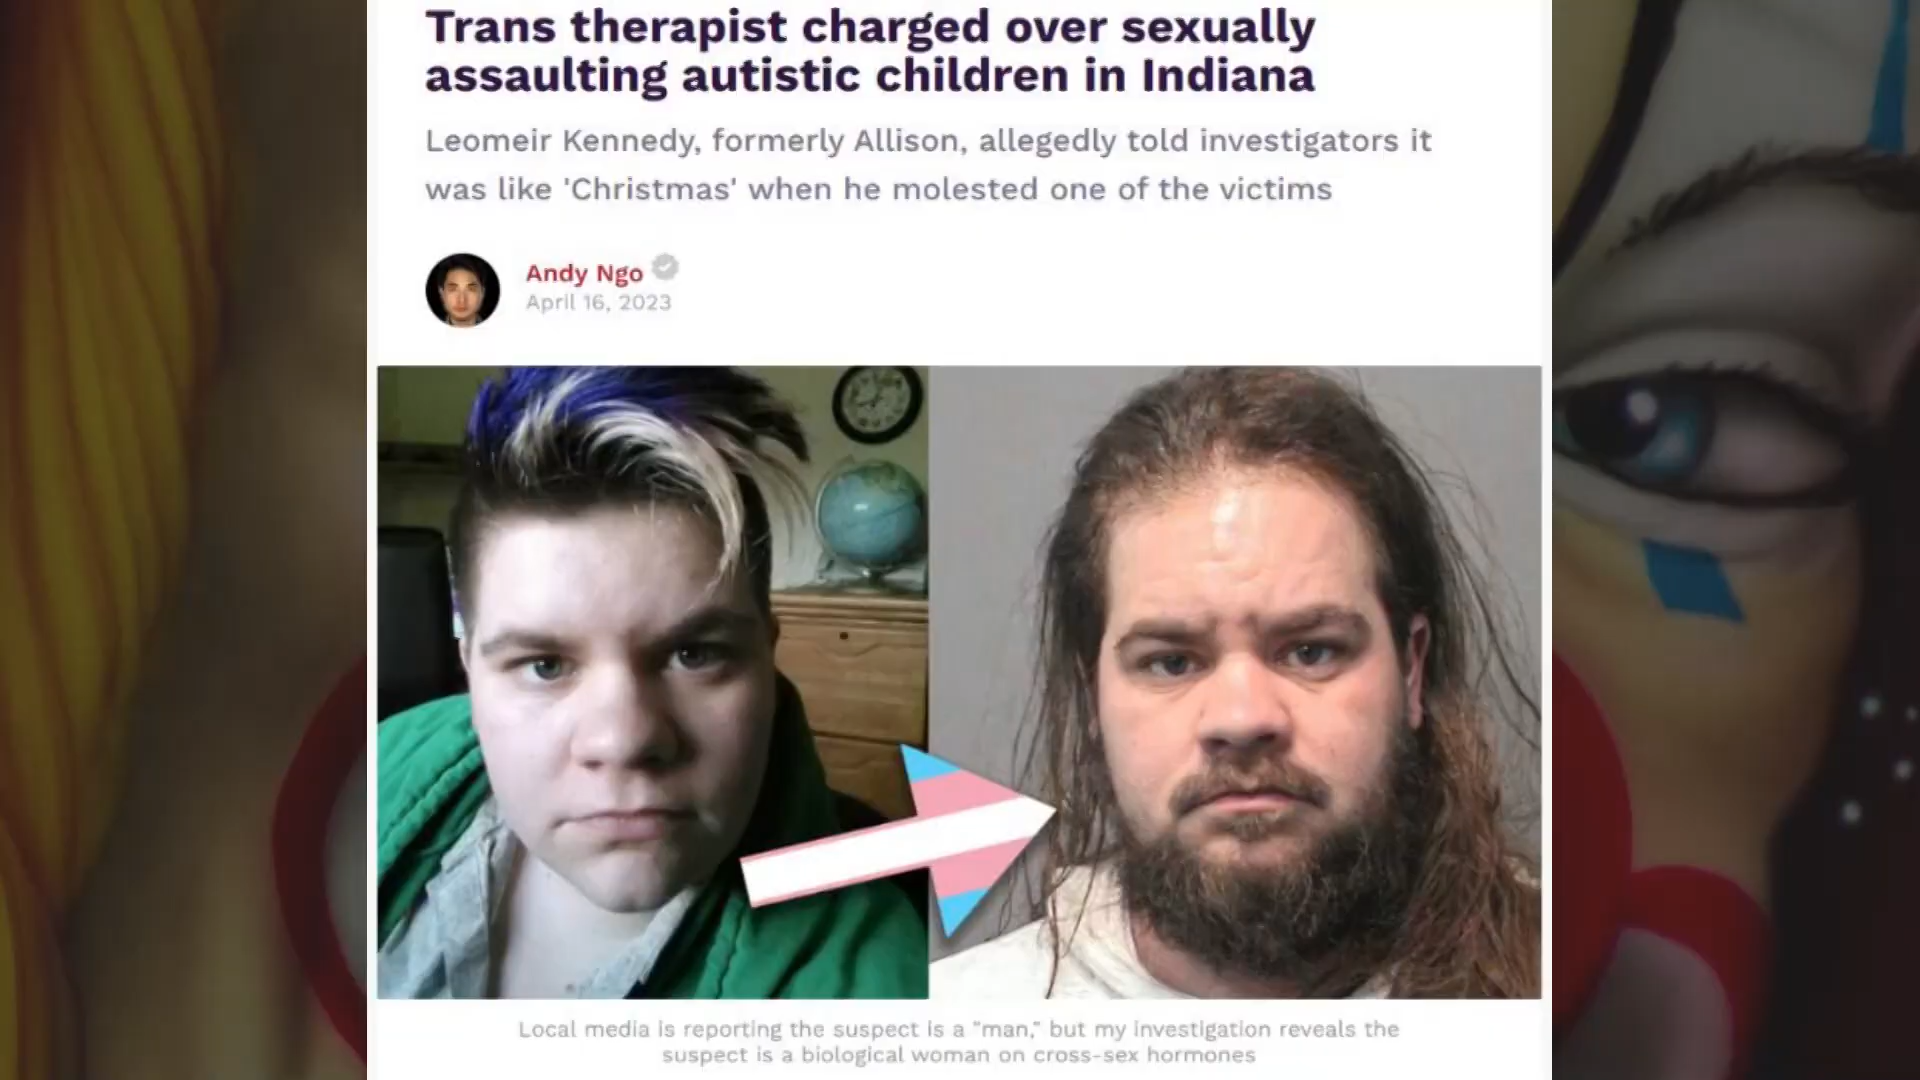 Trans therapist charged over sexually
assaulting autistic children in Indiana
Leomeir Kennedy, formerly Allison, allegedly told investigators it
was like 'Christmas' when he molested one of the victims
Andy Ngo
April 16, 2023
Local media is reporting the suspect is a "man," but my investigation reveals the
suspect is a biological woman on cross-sex hormones